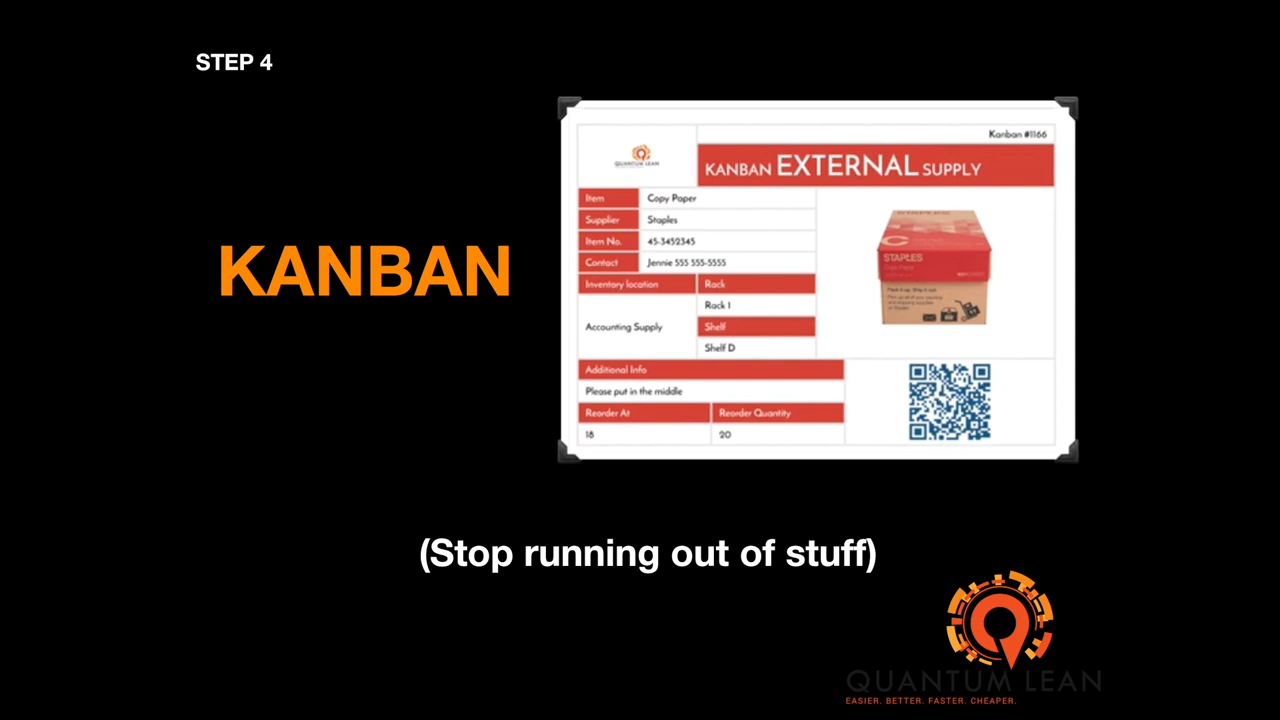 STEP 4
KANBAN
Kanban #1166
QUANTUM LEAN
KANBAN EXTERNAL SUPPLY
Item Copy Paper
Supplier Staples
Item No. 45-3452345
Contact Jennie 555 555-5555
Inventory location Rack
Rack 1
Accounting Supply Shelf
Shelf D
Additional Info
Please put in the middle
Reorder At Reorder Quantity
18 20
STAPLES
(Stop running out of stuff)
QUANTUM LEAN
EASIER. BETTER. FASTER. CHEAPER.